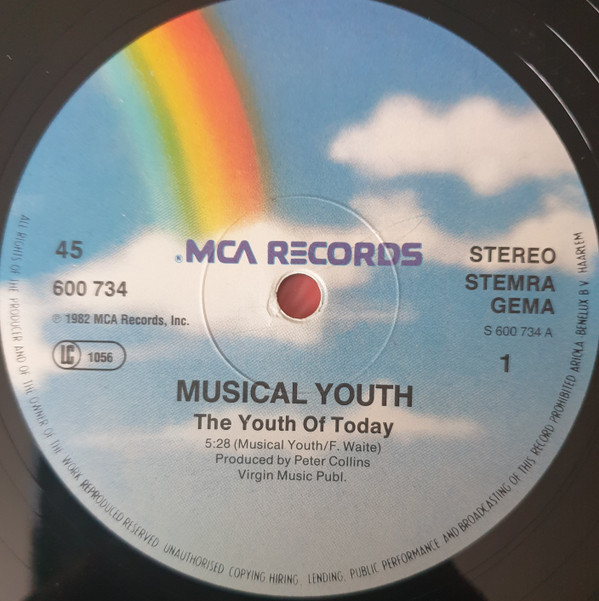 ®MCA RECORDS
45
600 734
℗ 1982 MCA Records, Inc.
LC 1056
STEREO
STEMRA
GEMA
S 600 734 A
1
MUSICAL YOUTH
The Youth Of Today
5:28 (Musical Youth/F. Waite)
Produced by Peter Collins
Virgin Music Publ.
ALL RIGHTS OF THE PRODUCER AND OF THE OWNER OF THE WORK REPRODUCED RESERVED UNAUTHORISED COPYING HIRING, LENDING, PUBLIC PERFORMANCE AND BROADCASTING OF THIS RECORD PROHIBITED ARIOLA-BENELUX B.V. HAARLEM